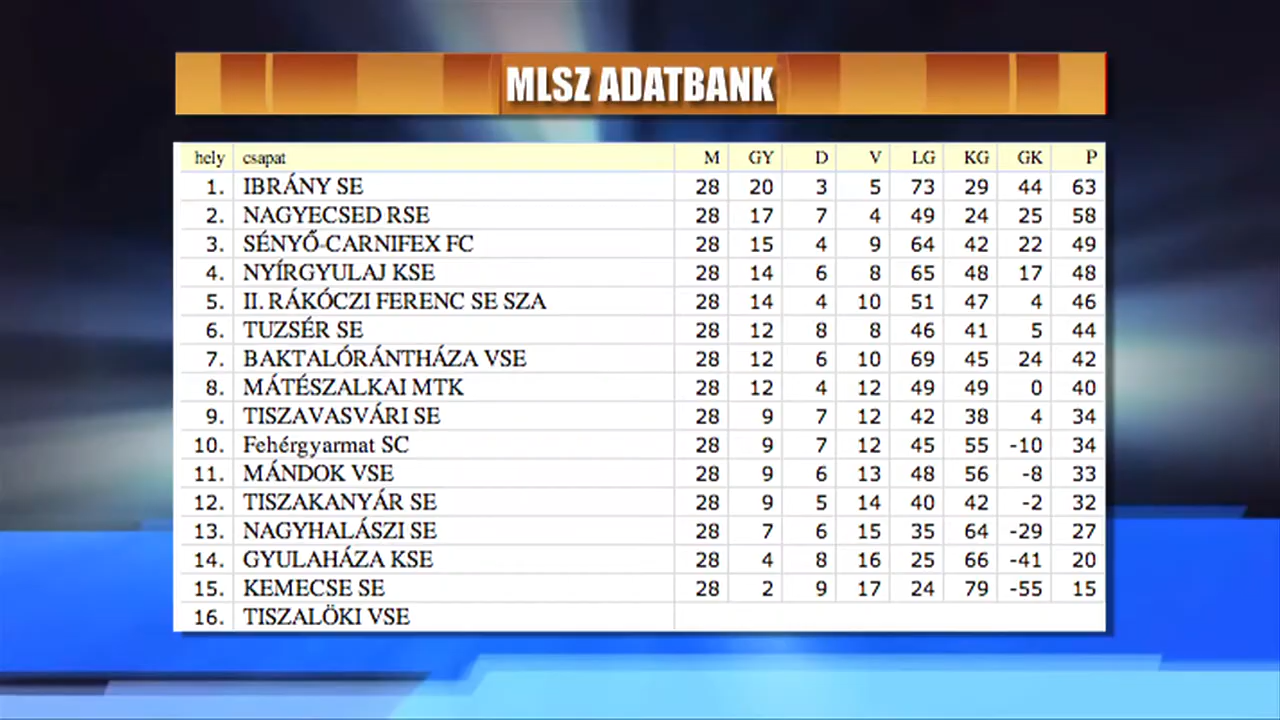 MLSZ ADATBANK
hely csapat M GY D V LG KG GK P
1. IBRÁNY SE 28 20 3 5 73 29 44 63
2. NAGYECSED RSE 28 17 7 4 49 24 25 58
3. SÉNYŐ-CARNIFEX FC 28 15 4 9 64 42 22 49
4. NYÍRGYULAJ KSE 28 14 6 8 65 48 17 48
5. II. RÁKÓCZI FERENC SE SZA 28 14 4 10 51 47 4 46
6. TUZSÉR SE 28 12 8 8 46 41 5 44
7. BAKTALÓRÁNTHÁZA VSE 28 12 6 10 69 45 24 42
8. MÁTÉSZALKAI MTK 28 12 4 12 49 49 0 40
9. TISZAVASVÁRI SE 28 9 7 12 42 38 4 34
10. Fehérgyarmat SC 28 9 7 12 45 55 -10 34
11. MÁNDOK VSE 28 9 6 13 48 56 -8 33
12. TISZAKANYÁR SE 28 9 5 14 40 42 -2 32
13. NAGYHALÁSZI SE 28 7 6 15 35 64 -29 27
14. GYULAHÁZA KSE 28 4 8 16 25 66 -41 20
15. KEMECSE SE 28 2 9 17 24 79 -55 15
16. TISZALÖKI VSE